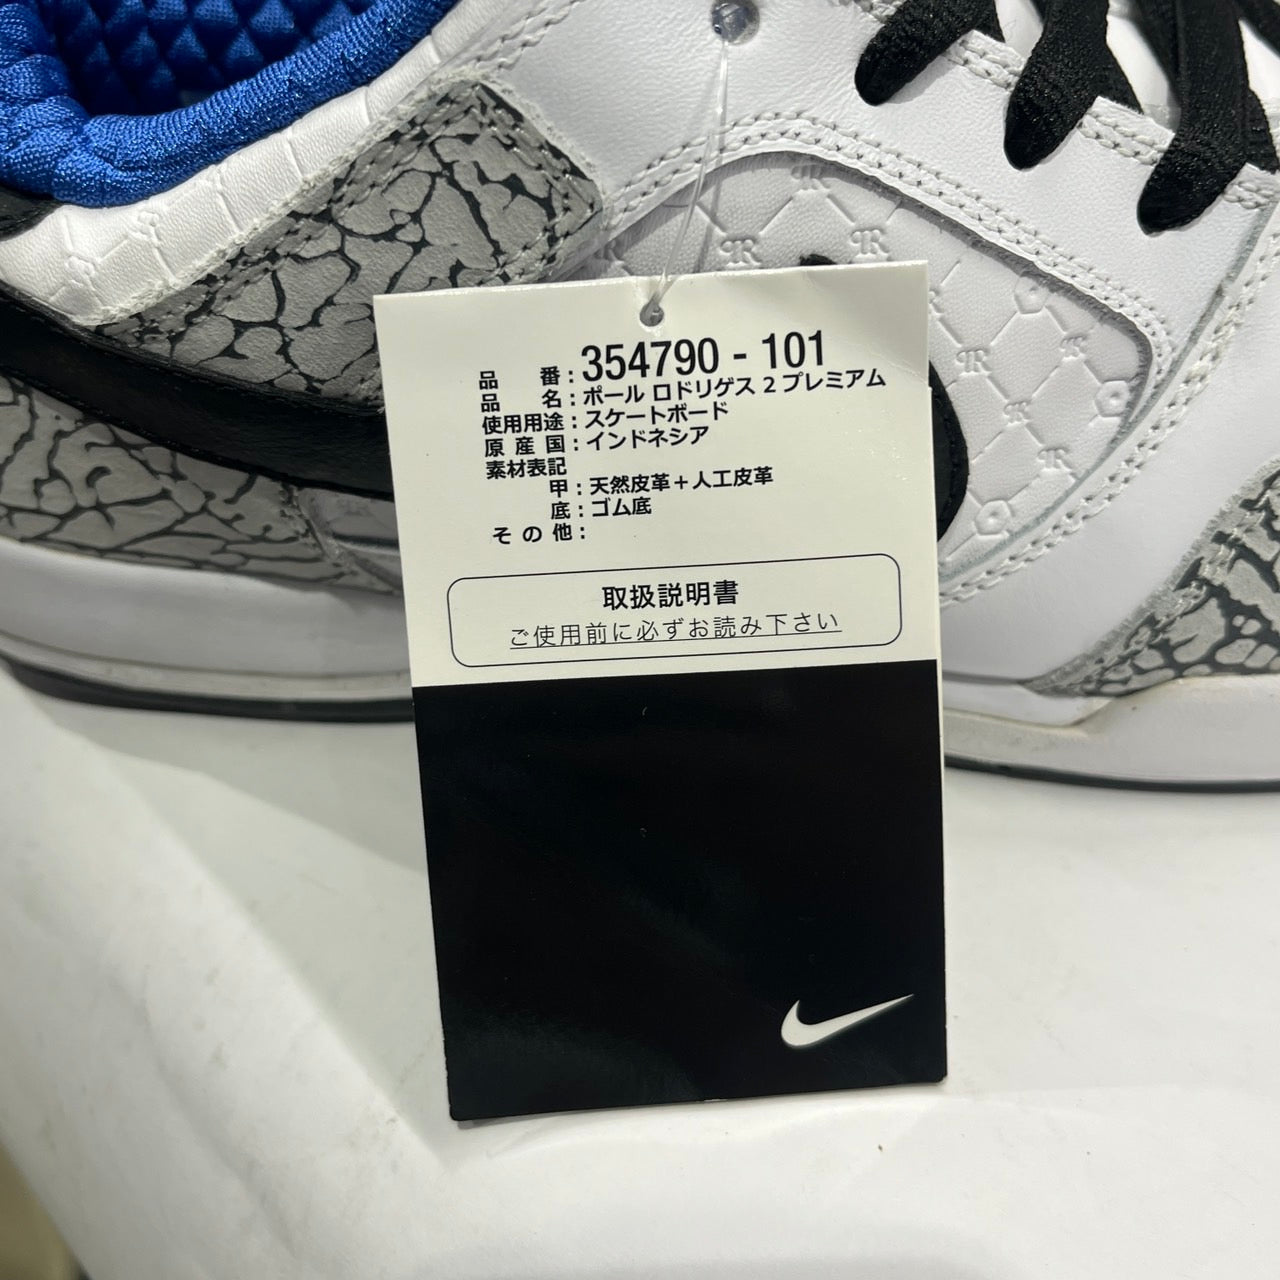 品番：354790 - 101
品名：ポール ロドリゲス 2 プレミアム
使用用途：スケートボード
原産国：インドネシア
素材表記
甲：天然皮革＋人工皮革
底：ゴム底
その他：
取扱説明書
ご使用前に必ずお読み下さい